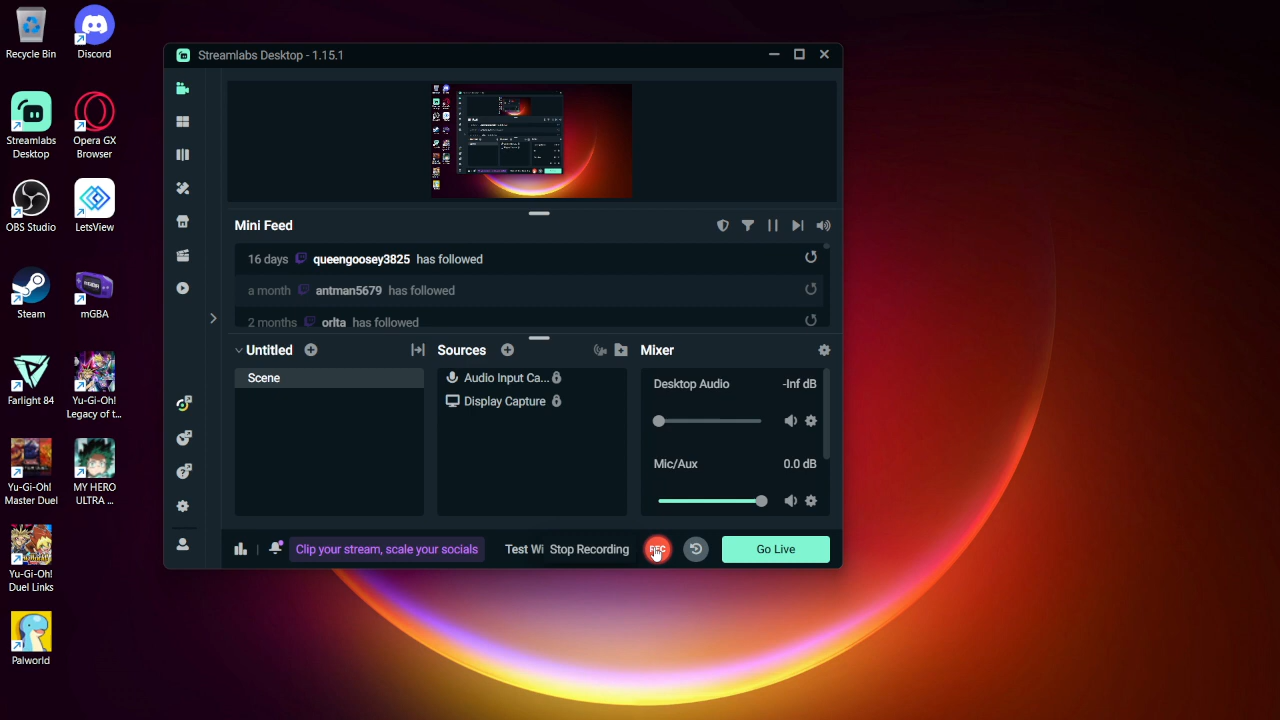 Recycle Bin
Discord
Streamlabs
Desktop
Opera GX
Browser
OBS Studio
LetsView
Steam
mGBA
Farlight 84
Yu-Gi-Oh!
Legacy of t...
Yu-Gi-Oh!
Master Duel
MY HERO
ULTRA ...
Yu-Gi-Oh!
Duel Links
Palworld
Streamlabs Desktop - 1.15.1
Mini Feed
16 days queengoosey3825 has followed
a month antman5679 has followed
2 months orlta has followed
Untitled
Scene
Sources
Audio Input Ca...
Display Capture
Mixer
Desktop Audio -Inf dB
Mic/Aux 0.0 dB
Clip your stream, scale your socials
Test Wi Stop Recording
REC
Go Live